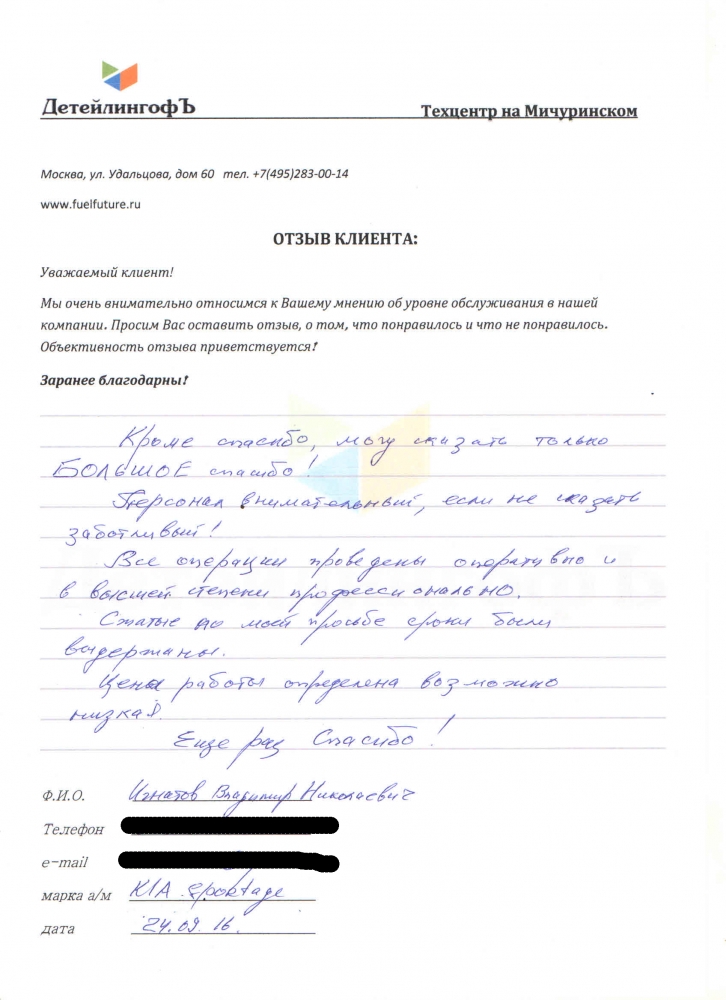 ДетейлингофЪ
Техцентр на Мичуринском
Москва, ул. Удальцова, дом 60 тел. +7(495)283-00-14
www.fuelfuture.ru
ОТЗЫВ КЛИЕНТА:
Уважаемый клиент!
Мы очень внимательно относимся к Вашему мнению об уровне обслуживания в нашей
компании. Просим Вас оставить отзыв, о том, что понравилось и что не понравилось.
Объективность отзыва приветствуется!
Заранее благодарны!
Кроме спасибо, могу сказать только
БОЛЬШОЕ спасибо!
Персонал внимательный, если не сказать
заботливый!
Все операции проведены оперативно и
в высшей степени профессионально.
Сжатые по моей просьбе сроки были
выдержаны.
Цена работы определена возможно
низкая.
Еще раз Спасибо!
Ф.И.О. Игнатов Владимир Николаевич
Телефон
e-mail
марка а/м KIA Sportage
дата 24.09.16.